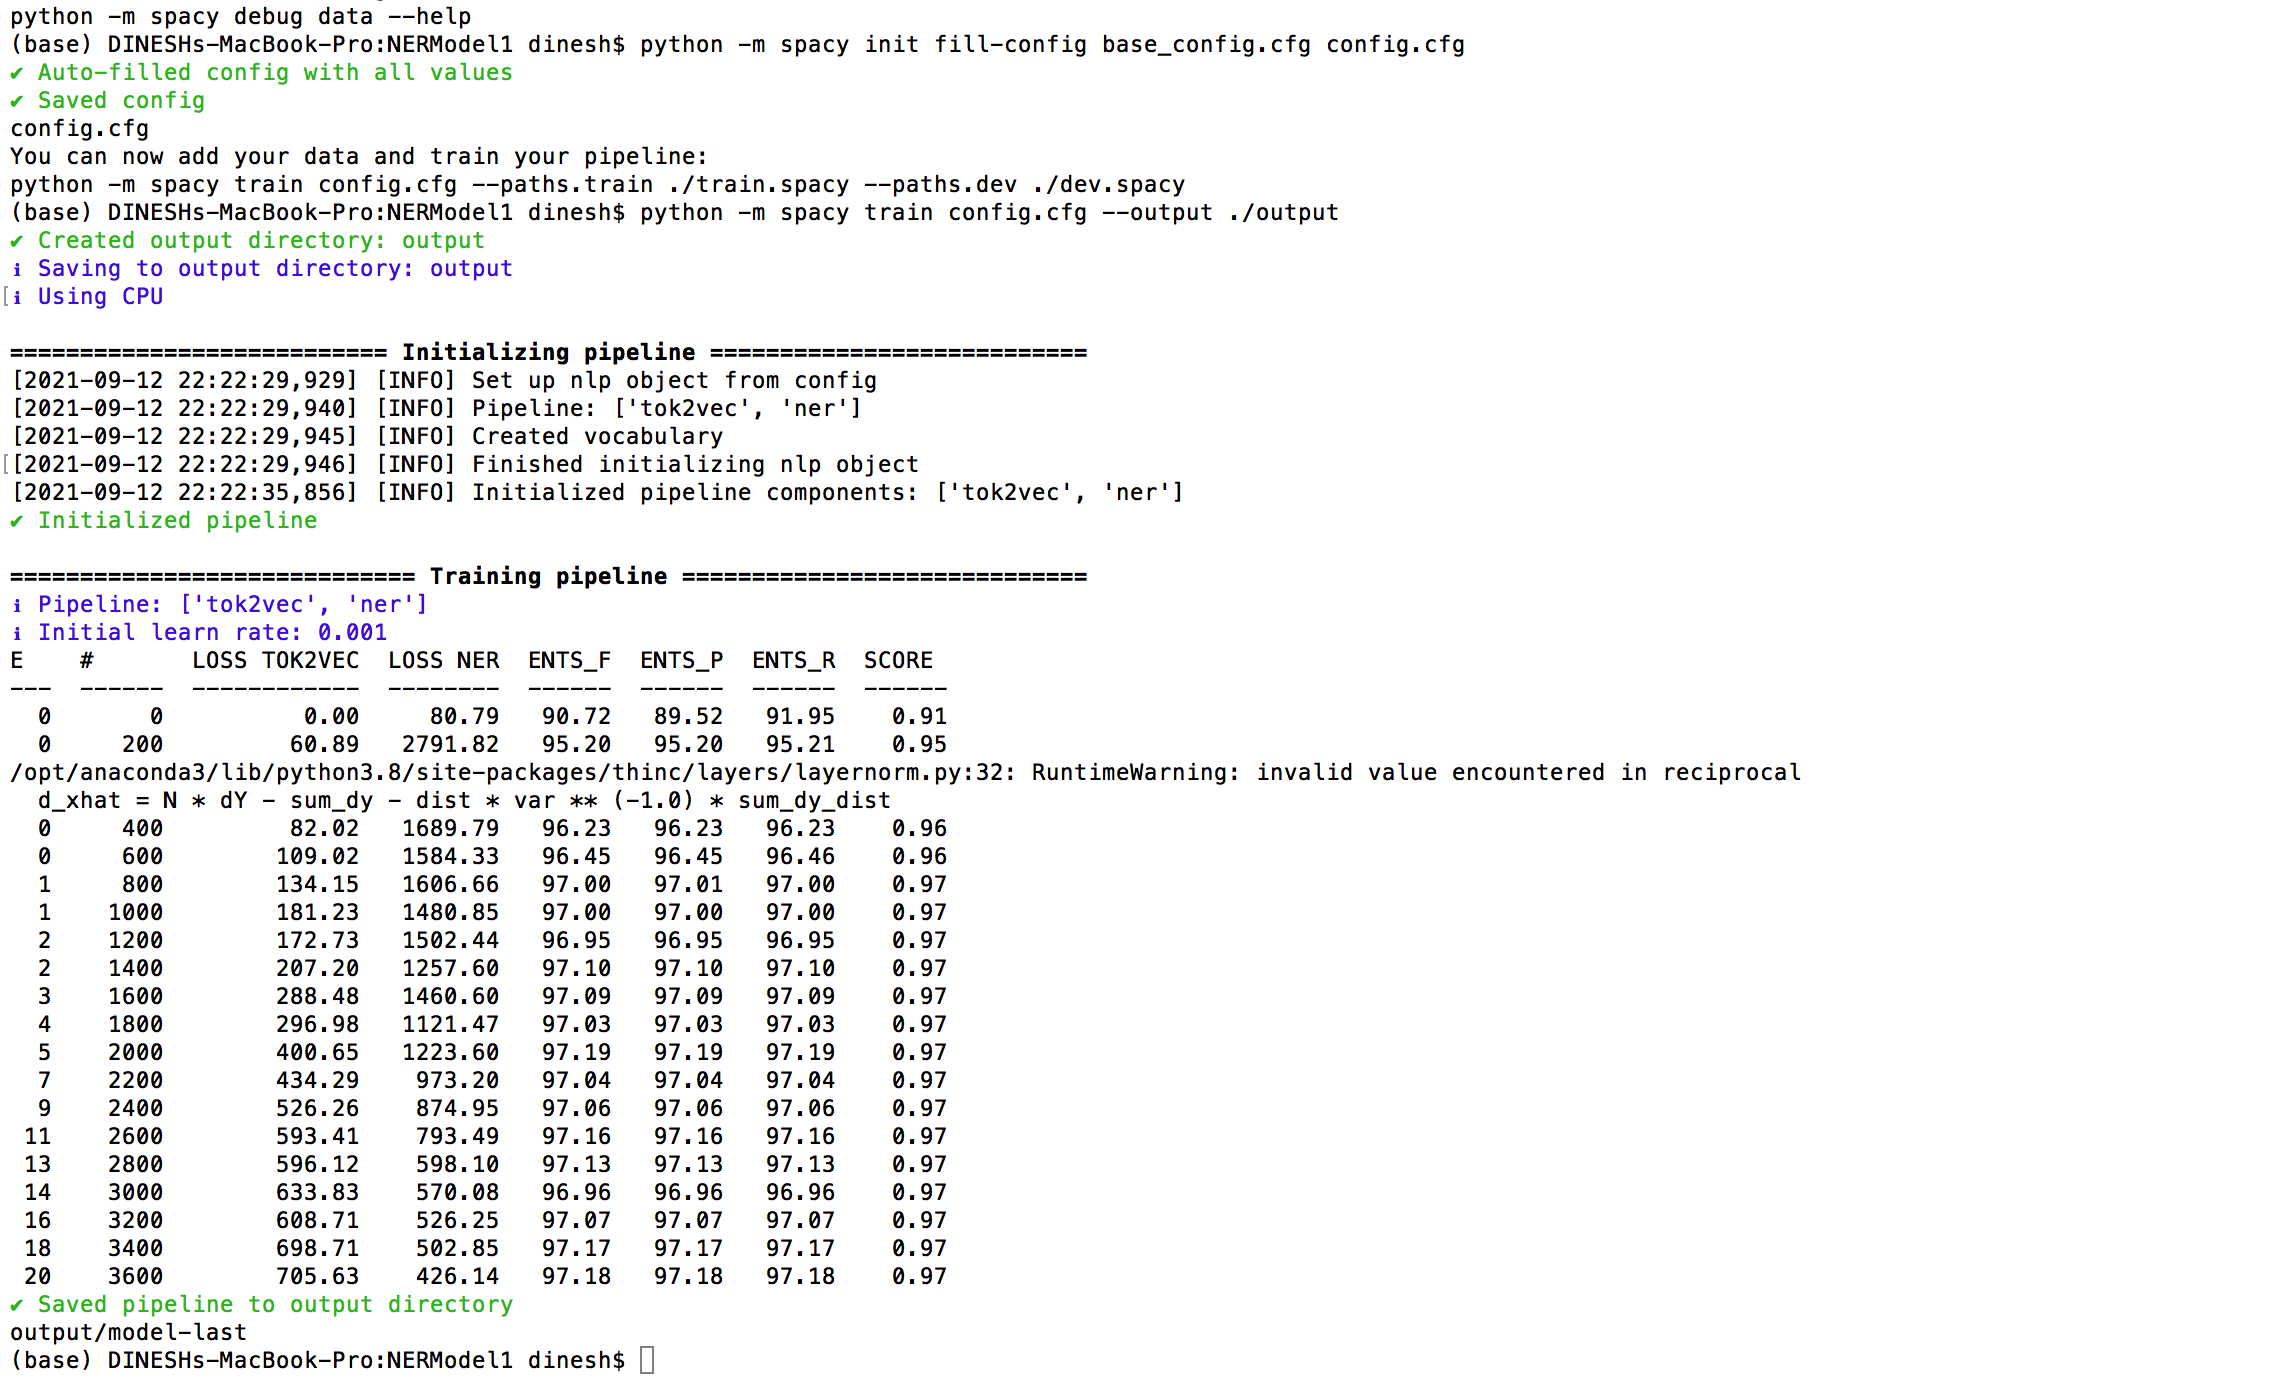 python -m spacy debug data --help
(base) DINESHs-MacBook-Pro:NERModel1 dinesh$ python -m spacy init fill-config base_config.cfg config.cfg
✔ Auto-filled config with all values
✔ Saved config
config.cfg
You can now add your data and train your pipeline:
python -m spacy train config.cfg --paths.train ./train.spacy --paths.dev ./dev.spacy
(base) DINESHs-MacBook-Pro:NERModel1 dinesh$ python -m spacy train config.cfg --output ./output
✔ Created output directory: output
ℹ Saving to output directory: output
[ℹ Using CPU
=========================== Initializing pipeline ===========================
[2021-09-12 22:22:29,929] [INFO] Set up nlp object from config
[2021-09-12 22:22:29,940] [INFO] Pipeline: ['tok2vec', 'ner']
[2021-09-12 22:22:29,945] [INFO] Created vocabulary
[[2021-09-12 22:22:29,946] [INFO] Finished initializing nlp object
[2021-09-12 22:22:35,856] [INFO] Initialized pipeline components: ['tok2vec', 'ner']
✔ Initialized pipeline
============================= Training pipeline =============================
ℹ Pipeline: ['tok2vec', 'ner']
ℹ Initial learn rate: 0.001
E    #       LOSS TOK2VEC  LOSS NER  ENTS_F  ENTS_P  ENTS_R  SCORE
---  ------  ------------  --------  ------  ------  ------  ------
  0       0          0.00     80.79   90.72   89.52   91.95    0.91
  0     200         60.89   2791.82   95.20   95.20   95.21    0.95
/opt/anaconda3/lib/python3.8/site-packages/thinc/layers/layernorm.py:32: RuntimeWarning: invalid value encountered in reciprocal
  d_xhat = N * dY - sum_dy - dist * var ** (-1.0) * sum_dy_dist
  0     400         82.02   1689.79   96.23   96.23   96.23    0.96
  0     600        109.02   1584.33   96.45   96.45   96.46    0.96
  1     800        134.15   1606.66   97.00   97.01   97.00    0.97
  1    1000        181.23   1480.85   97.00   97.00   97.00    0.97
  2    1200        172.73   1502.44   96.95   96.95   96.95    0.97
  2    1400        207.20   1257.60   97.10   97.10   97.10    0.97
  3    1600        288.48   1460.60   97.09   97.09   97.09    0.97
  4    1800        296.98   1121.47   97.03   97.03   97.03    0.97
  5    2000        400.65   1223.60   97.19   97.19   97.19    0.97
  7    2200        434.29    973.20   97.04   97.04   97.04    0.97
  9    2400        526.26    874.95   97.06   97.06   97.06    0.97
 11    2600        593.41    793.49   97.16   97.16   97.16    0.97
 13    2800        596.12    598.10   97.13   97.13   97.13    0.97
 14    3000        633.83    570.08   96.96   96.96   96.96    0.97
 16    3200        608.71    526.25   97.07   97.07   97.07    0.97
 18    3400        698.71    502.85   97.17   97.17   97.17    0.97
 20    3600        705.63    426.14   97.18   97.18   97.18    0.97
✔ Saved pipeline to output directory
output/model-last
(base) DINESHs-MacBook-Pro:NERModel1 dinesh$